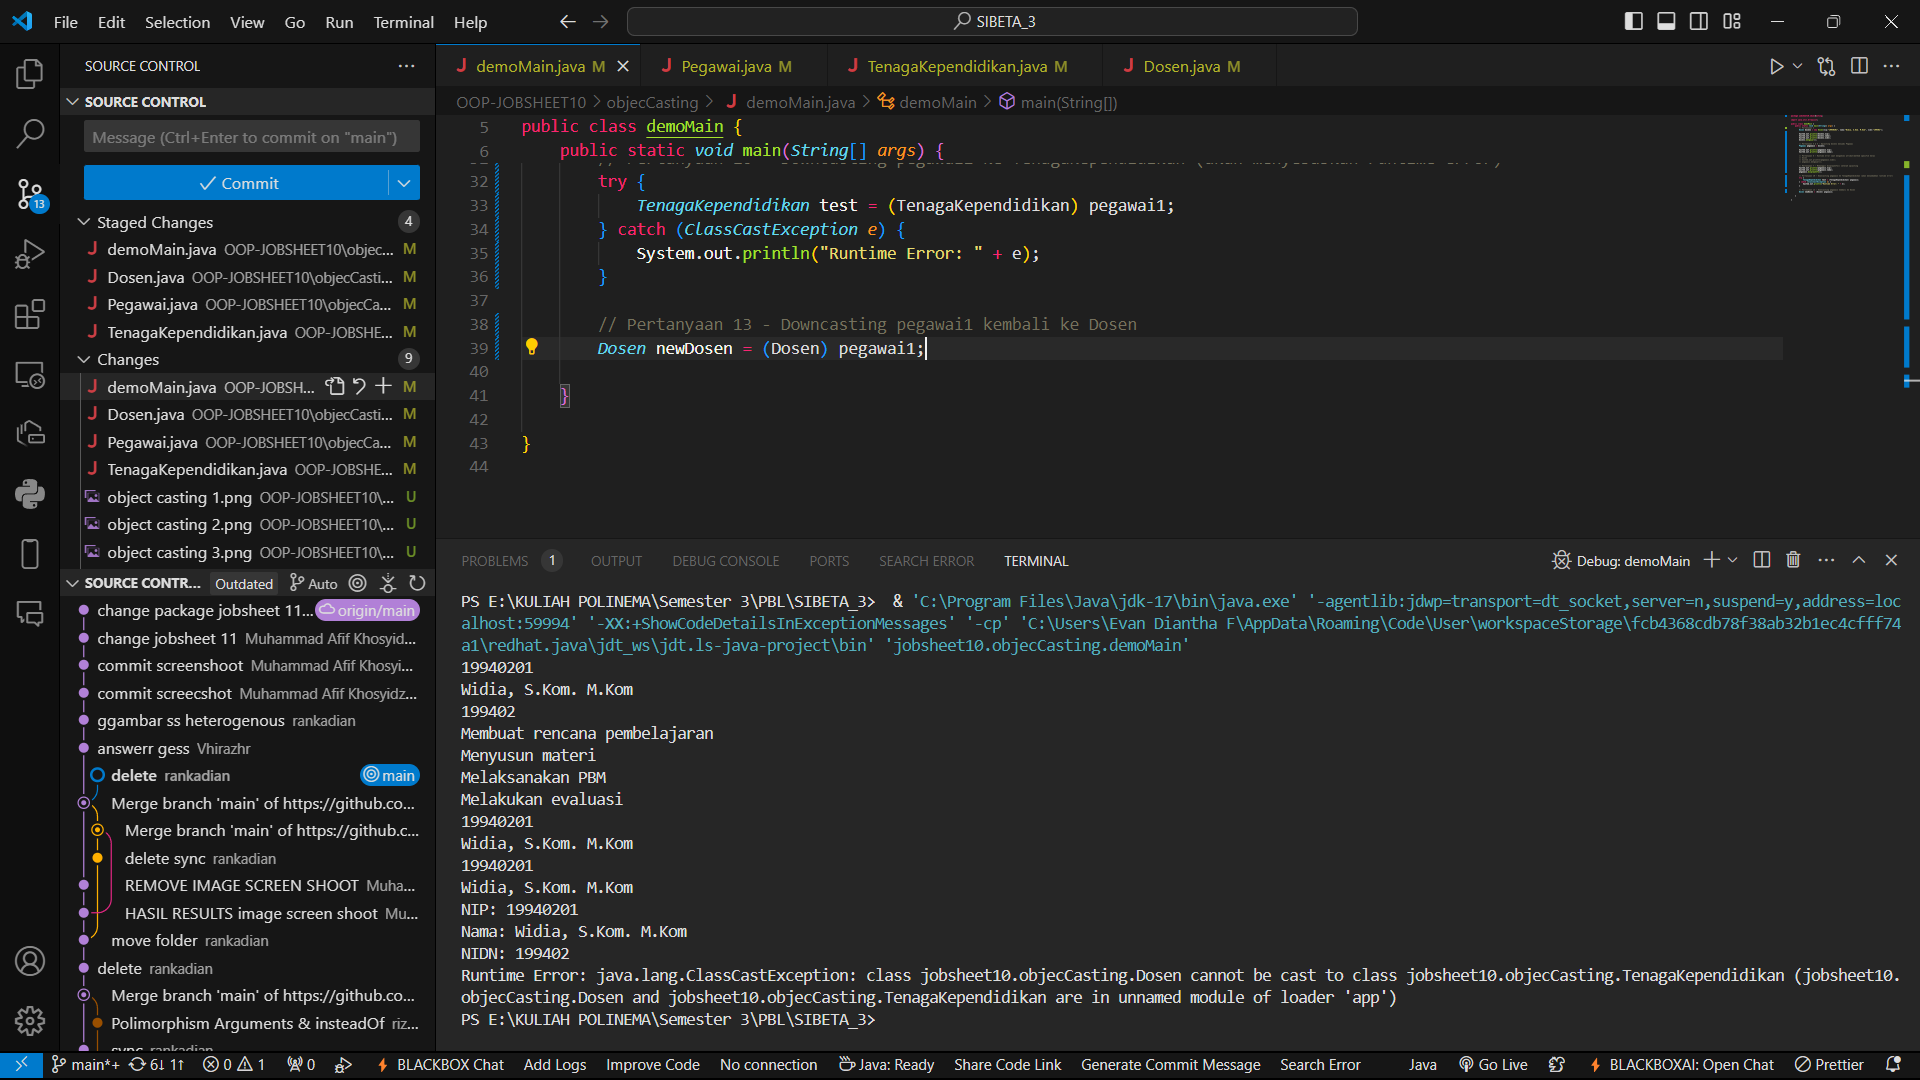 File Edit Selection View Go Run Terminal Help
SIBETA_3
SOURCE CONTROL
SOURCE CONTROL
Message (Ctrl+Enter to commit on "main")
Commit
13
Staged Changes 4
demoMain.java OOP-JOBSHEET10\objec... M
Dosen.java OOP-JOBSHEET10\objecCasti... M
Pegawai.java OOP-JOBSHEET10\objecCa... M
TenagaKependidikan.java OOP-JOBSHE... M
Changes 9
demoMain.java OOP-JOBSH... M
Dosen.java OOP-JOBSHEET10\objecCasti... M
Pegawai.java OOP-JOBSHEET10\objecCa... M
TenagaKependidikan.java OOP-JOBSHE... M
object casting 1.png OOP-JOBSHEET10\... U
object casting 2.png OOP-JOBSHEET10\... U
object casting 3.png OOP-JOBSHEET10\... U
SOURCE CONTR... Outdated Auto
change package jobsheet 11... origin/main
change jobsheet 11 Muhammad Afif Khosyid...
commit screenshoot Muhammad Afif Khosyi...
commit screecshot Muhammad Afif Khosyidz...
ggambar ss heterogenous rankadian
answerr gess Vhirazhr
delete rankadian main
Merge branch 'main' of https://github.co...
Merge branch 'main' of https://github.c...
delete sync rankadian
REMOVE IMAGE SCREEN SHOOT Muha...
HASIL RESULTS image screen shoot Mu...
move folder rankadian
delete rankadian
Merge branch 'main' of https://github.co...
Polimorphism Arguments & insteadOf riz...
sync rankadian
demoMain.java M
Pegawai.java M
TenagaKependidikan.java M
Dosen.java M
OOP-JOBSHEET10 > objecCasting > demoMain.java > demoMain > main(String[])
5 public class demoMain {
6 public static void main(String[] args) {
32 try {
33 TenagaKependidikan test = (TenagaKependidikan) pegawai1;
34 } catch (ClassCastException e) {
35 System.out.println("Runtime Error: " + e);
36 }
37
38 // Pertanyaan 13 - Downcasting pegawai1 kembali ke Dosen
39 Dosen newDosen = (Dosen) pegawai1;
40
41 }
42
43 }
44
PROBLEMS 1 OUTPUT DEBUG CONSOLE PORTS SEARCH ERROR TERMINAL
Debug: demoMain
PS E:\KULIAH POLINEMA\Semester 3\PBL\SIBETA_3> & 'C:\Program Files\Java\jdk-17\bin\java.exe' '-agentlib:jdwp=transport=dt_socket,server=n,suspend=y,address=loc
alhost:59994' '-XX:+ShowCodeDetailsInExceptionMessages' '-cp' 'C:\Users\Evan Diantha F\AppData\Roaming\Code\User\workspaceStorage\fcb4368cdb78f38ab32b1ec4cfff74
a1\redhat.java\jdt_ws\jdt.ls-java-project\bin' 'jobsheet10.objecCasting.demoMain'
19940201
Widia, S.Kom. M.Kom
199402
Membuat rencana pembelajaran
Menyusun materi
Melaksanakan PBM
Melakukan evaluasi
19940201
Widia, S.Kom. M.Kom
19940201
Widia, S.Kom. M.Kom
NIP: 19940201
Nama: Widia, S.Kom. M.Kom
NIDN: 199402
Runtime Error: java.lang.ClassCastException: class jobsheet10.objecCasting.Dosen cannot be cast to class jobsheet10.objecCasting.TenagaKependidikan (jobsheet10.
objecCasting.Dosen and jobsheet10.objecCasting.TenagaKependidikan are in unnamed module of loader 'app')
PS E:\KULIAH POLINEMA\Semester 3\PBL\SIBETA_3>
main*+ 6↓ 1↑ 0 1 0 BLACKBOX Chat Add Logs Improve Code No connection Java: Ready Share Code Link Generate Commit Message Search Error Java Go Live BLACKBOXAI: Open Chat Prettier